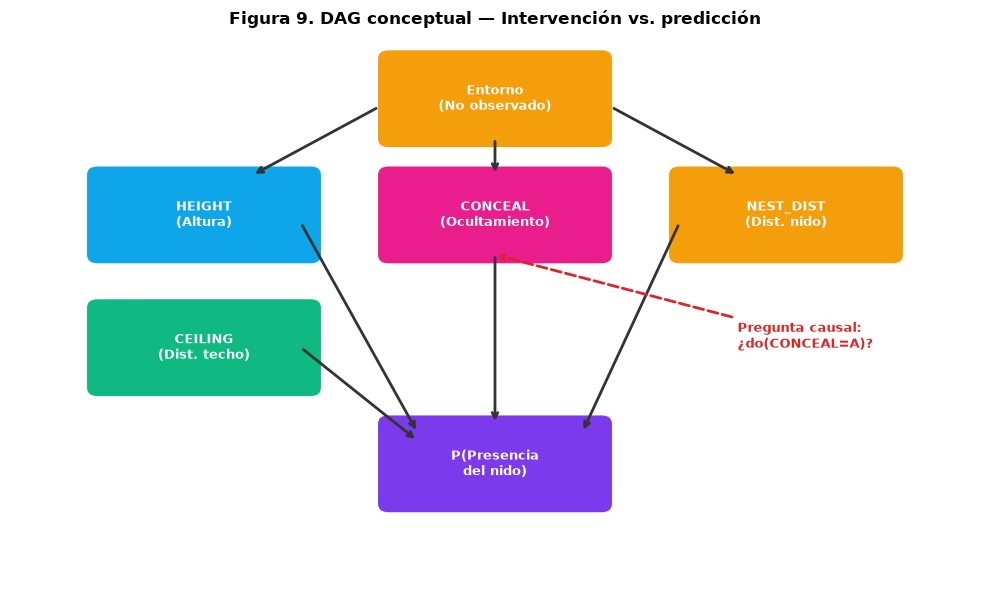 Figura 9. DAG conceptual — Intervención vs. predicción
Entorno
(No observado)
HEIGHT
(Altura)
CONCEAL
(Ocultamiento)
NEST_DIST
(Dist. nido)
CEILING
(Dist. techo)
Pregunta causal:
¿do(CONCEAL=A)?
P(Presencia
del nido)